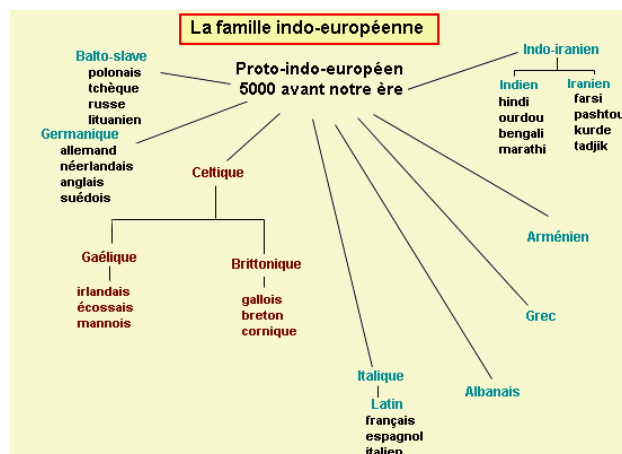 La famille indo-européenne
Proto-indo-européen
5000 avant notre ère
Balto-slave
polonais
tchèque
russe
lituanien
Germanique
allemand
néerlandais
anglais
suédois
Celtique
Gaélique
irlandais
écossais
mannois
Brittonique
gallois
breton
cornique
Italique
Latin
français
espagnol
italien
Albanais
Grec
Arménien
Indo-iranien
Indien
hindi
ourdou
bengali
marathi
Iranien
farsi
pashtou
kurde
tadjik